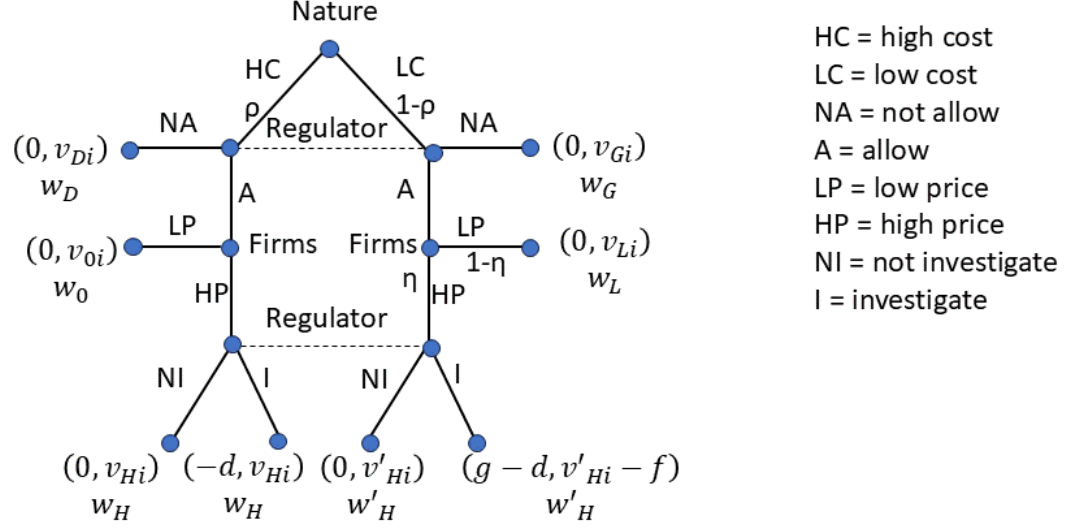 Nature
HC
LC
ρ
1-ρ
NA
Regulator
NA
(0, v_{Di})
w_D
(0, v_{Gi})
w_G
A
A
LP
Firms
Firms
LP
(0, v_{0i})
w_0
1-η
(0, v_{Li})
w_L
HP
η
HP
Regulator
NI
I
NI
I
(0, v_{Hi})
w_H
(−d, v_{Hi})
w_H
(0, v'_{Hi})
w'_H
(g − d, v'_{Hi} − f)
w'_H
HC = high cost
LC = low cost
NA = not allow
A = allow
LP = low price
HP = high price
NI = not investigate
I = investigate